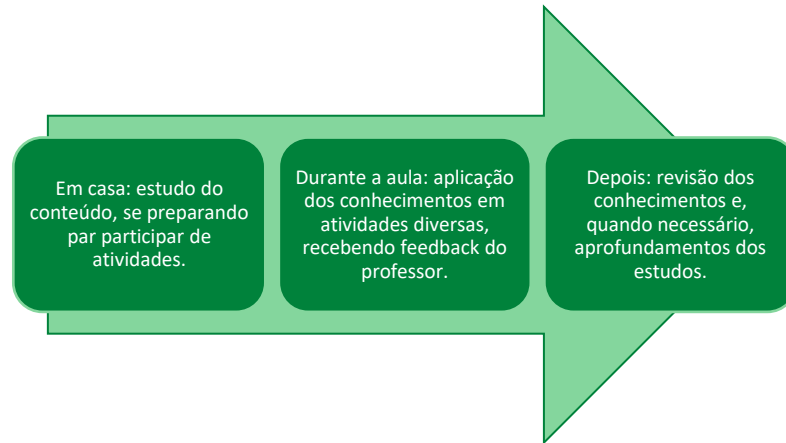 Em casa: estudo do
conteúdo, se preparando
par participar de
atividades.
Durante a aula: aplicação
dos conhecimentos em
atividades diversas,
recebendo feedback do
professor.
Depois: revisão dos
conhecimentos e,
quando necessário,
aprofundamentos dos
estudos.